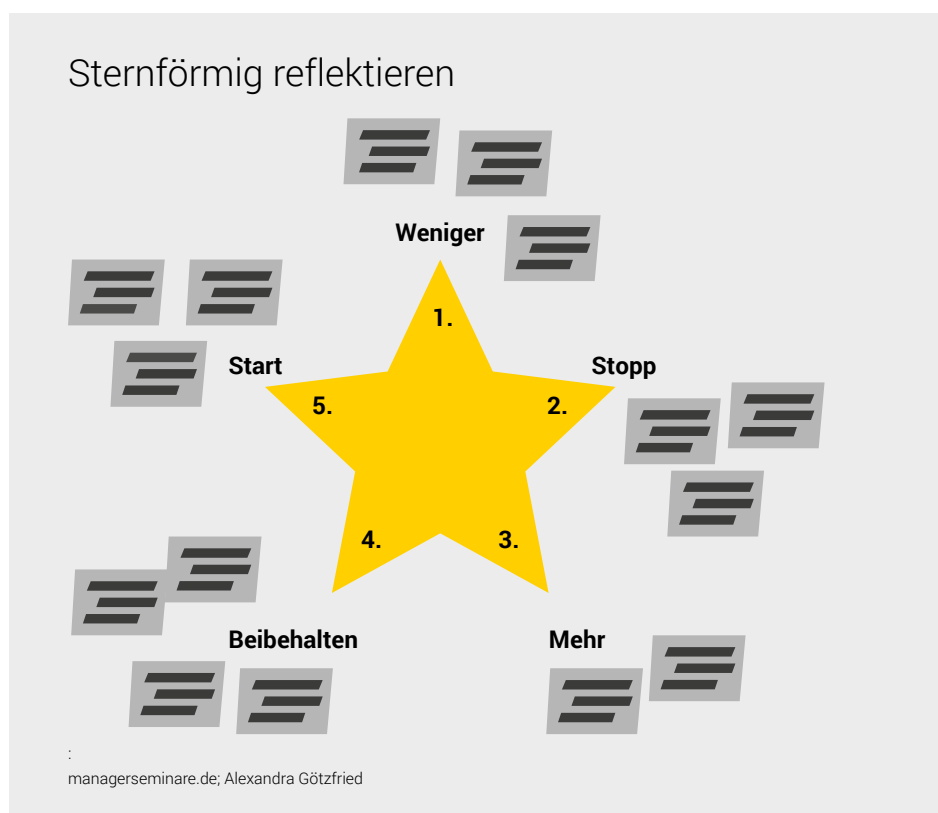 Sternförmig reflektieren
Weniger
1.
Stopp
2.
Mehr
3.
Beibehalten
4.
Start
5.
:
managerseminare.de; Alexandra Götzfried